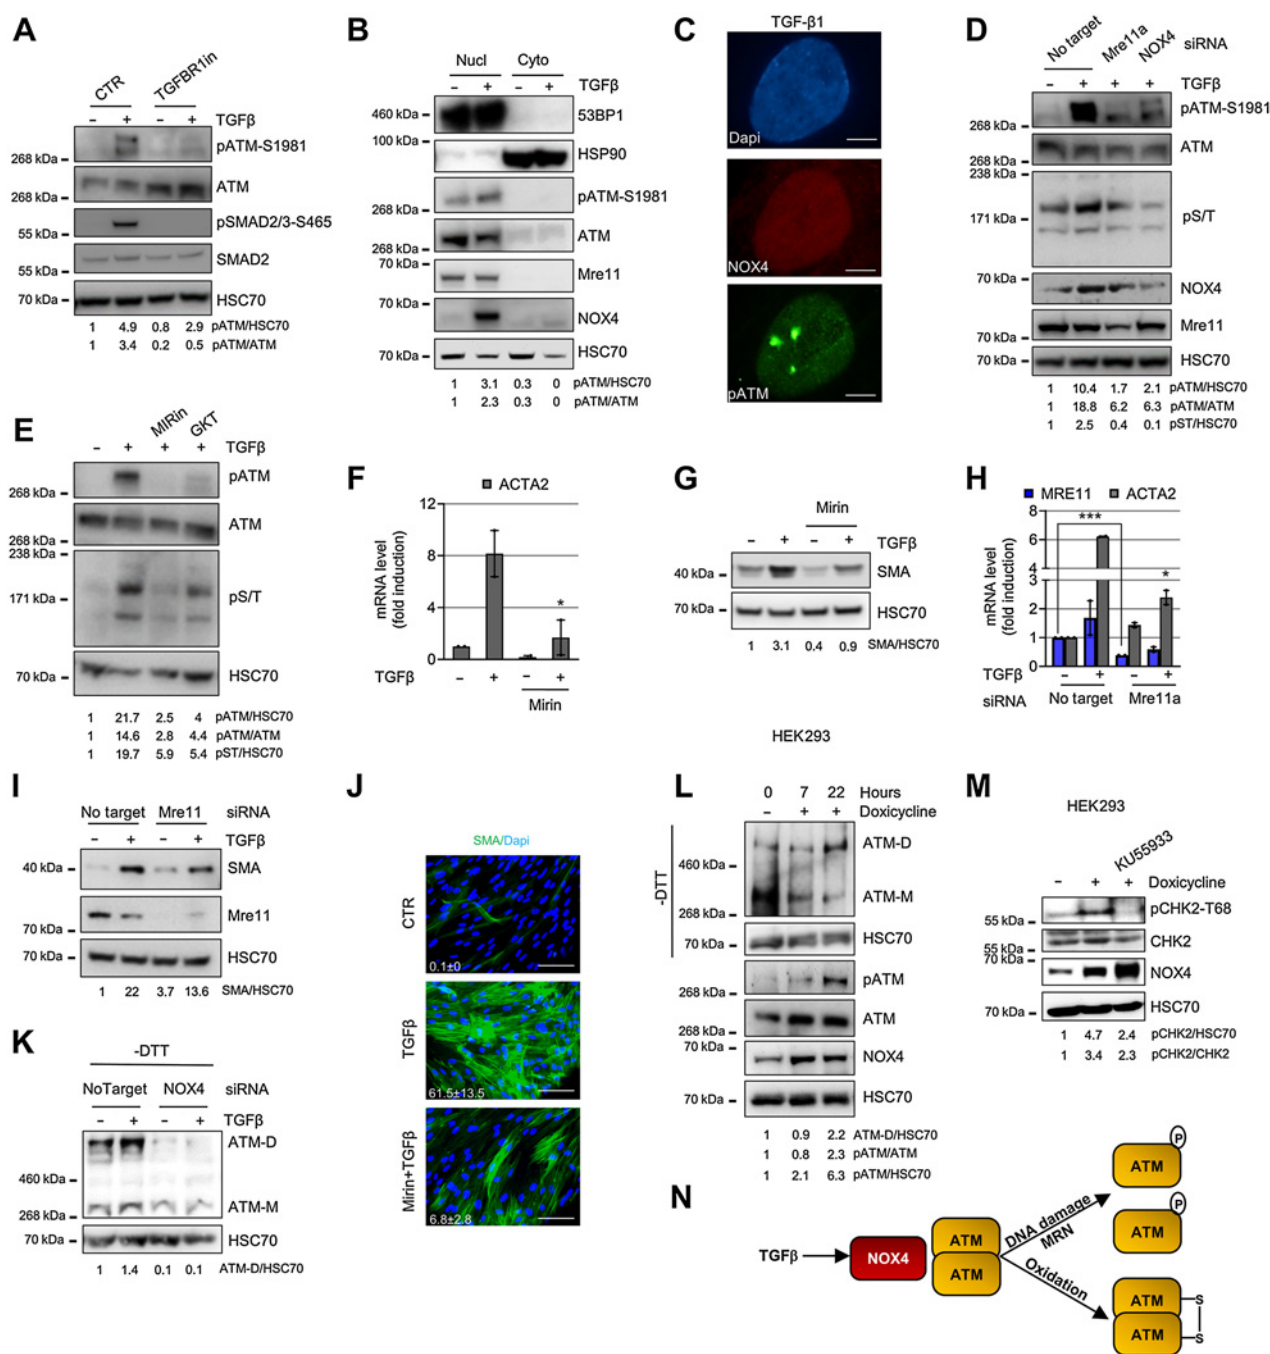 A
CTR
TGFBR1in
– + – + TGFβ
pATM-S1981
268 kDa
ATM
268 kDa
pSMAD2/3-S465
55 kDa
SMAD2
55 kDa
70 kDa HSC70
1 4.9 0.8 2.9 pATM/HSC70
1 3.4 0.2 0.5 pATM/ATM
B
Nucl Cyto
– + – + TGFβ
460 kDa 53BP1
100 kDa
HSP90
pATM-S1981
268 kDa
ATM
268 kDa
70 kDa
Mre11
NOX4
70 kDa HSC70
1 3.1 0.3 0 pATM/HSC70
1 2.3 0.3 0 pATM/ATM
C
TGF-β1
Dapi
NOX4
pATM
D
No target Mre11a NOX4 siRNA
– + + + TGFβ
pATM-S1981
268 kDa
ATM
268 kDa
238 kDa
171 kDa pS/T
70 kDa
NOX4
Mre11
70 kDa
HSC70
1 10.4 1.7 2.1 pATM/HSC70
1 18.8 6.2 6.3 pATM/ATM
1 2.5 0.4 0.1 pST/HSC70
E
MIRin GKT
– + + + TGFβ
pATM
268 kDa
ATM
268 kDa
238 kDa
171 kDa pS/T
70 kDa HSC70
1 21.7 2.5 4 pATM/HSC70
1 14.6 2.8 4.4 pATM/ATM
1 19.7 5.9 5.4 pST/HSC70
F
ACTA2
mRNA level
(fold induction)
12
8
4
0
*
TGFβ – + – +
Mirin
G
Mirin
– + – + TGFβ
40 kDa SMA
70 kDa HSC70
1 3.1 0.4 0.9 SMA/HSC70
H
MRE11 ACTA2
mRNA level
(fold induction)
8
6
4
3
2
1
0
***
*
TGFβ – + – +
siRNA No target Mre11a
I
No target Mre11 siRNA
– + – + TGFβ
40 kDa SMA
Mre11
70 kDa
70 kDa HSC70
1 22 3.7 13.6 SMA/HSC70
J
SMA/Dapi
CTR
0.1±0
TGFβ
61.5±13.5
Mirin+TGFβ
6.8±2.8
K
-DTT
NoTarget NOX4 siRNA
– + – + TGFβ
ATM-D
460 kDa
ATM-M
268 kDa
70 kDa HSC70
1 1.4 0.1 0.1 ATM-D/HSC70
HEK293
L
0 7 22 Hours
– + + Doxicycline
-DTT
ATM-D
460 kDa
ATM-M
268 kDa
70 kDa HSC70
pATM
268 kDa
ATM
268 kDa
NOX4
70 kDa
HSC70
70 kDa
1 0.9 2.2 ATM-D/HSC70
1 0.8 2.3 pATM/ATM
1 2.1 6.3 pATM/HSC70
M
HEK293
KU55933
– + + Doxicycline
pCHK2-T68
55 kDa
CHK2
55 kDa
70 kDa
NOX4
70 kDa HSC70
1 4.7 2.4 pCHK2/HSC70
1 3.4 2.3 pCHK2/CHK2
N
TGFβ
NOX4
ATM
ATM
DNA damage
MRN
Oxidation
P
ATM
P
ATM
ATM
S
ATM
S